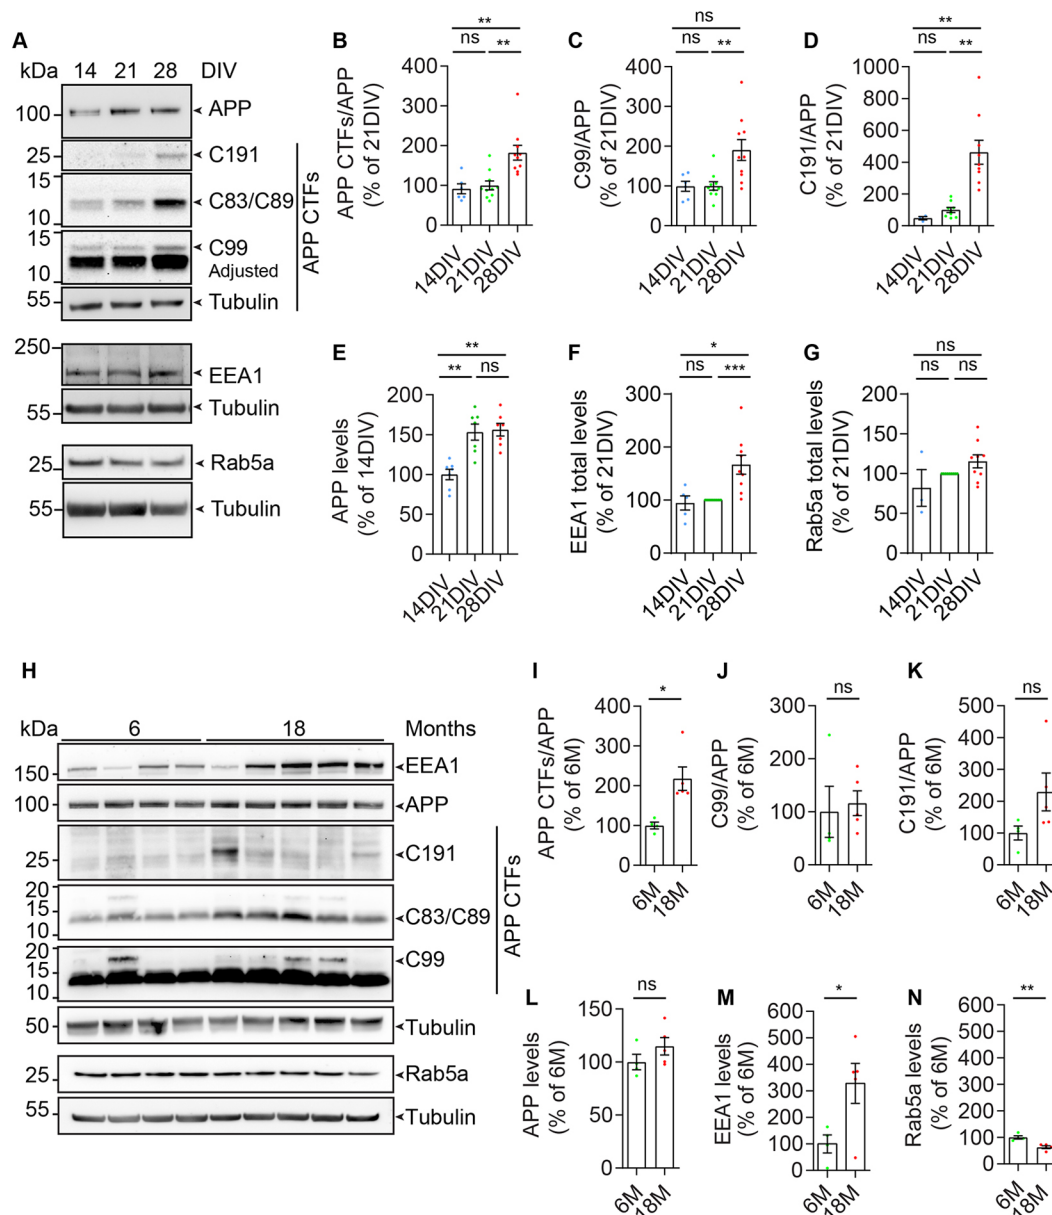 A
kDa 14 21 28 DIV
100 APP
25 C191
15
C83/C89
10
15
C99
Adjusted
10
55 Tubulin
APP CTFs
250
EEA1
55 Tubulin
25 Rab5a
55 Tubulin
B
**
ns **
APP CTFs/APP
(% of 21DIV)
400
300
200
100
0
14DIV
21DIV
28DIV
C
ns
ns **
C99/APP
(% of 21DIV)
400
300
200
100
0
14DIV
21DIV
28DIV
D
**
ns **
C191/APP
(% of 21DIV)
1000
800
600
400
200
0
14DIV
21DIV
28DIV
E
**
** ns
APP levels
(% of 14DIV)
200
150
100
50
0
14DIV
21DIV
28DIV
F
*
ns ***
EEA1 total levels
(% of 21DIV)
300
200
100
0
14DIV
21DIV
28DIV
G
ns
ns ns
Rab5a total levels
(% of 21DIV)
200
150
100
50
0
14DIV
21DIV
28DIV
H
kDa 6 18 Months
150 EEA1
100 APP
25 C191
20
15 C83/C89
10
20
C99
15
10
50 Tubulin
25 Rab5a
55
Tubulin
APP CTFs
I
*
APP CTFs/APP
(% of 6M)
400
300
200
100
0
6M
18M
J
ns
C99/APP
(% of 6M)
300
200
100
0
6M
18M
K
ns
C191/APP
(% of 6M)
500
400
300
200
100
0
6M
18M
L
ns
APP levels
(% of 6M)
150
100
50
0
6M
18M
M
*
EEA1 levels
(% of 6M)
600
500
400
300
200
100
0
6M
18M
N
**
Rab5a levels
(% of 6M)
600
500
400
300
200
100
0
6M
18M